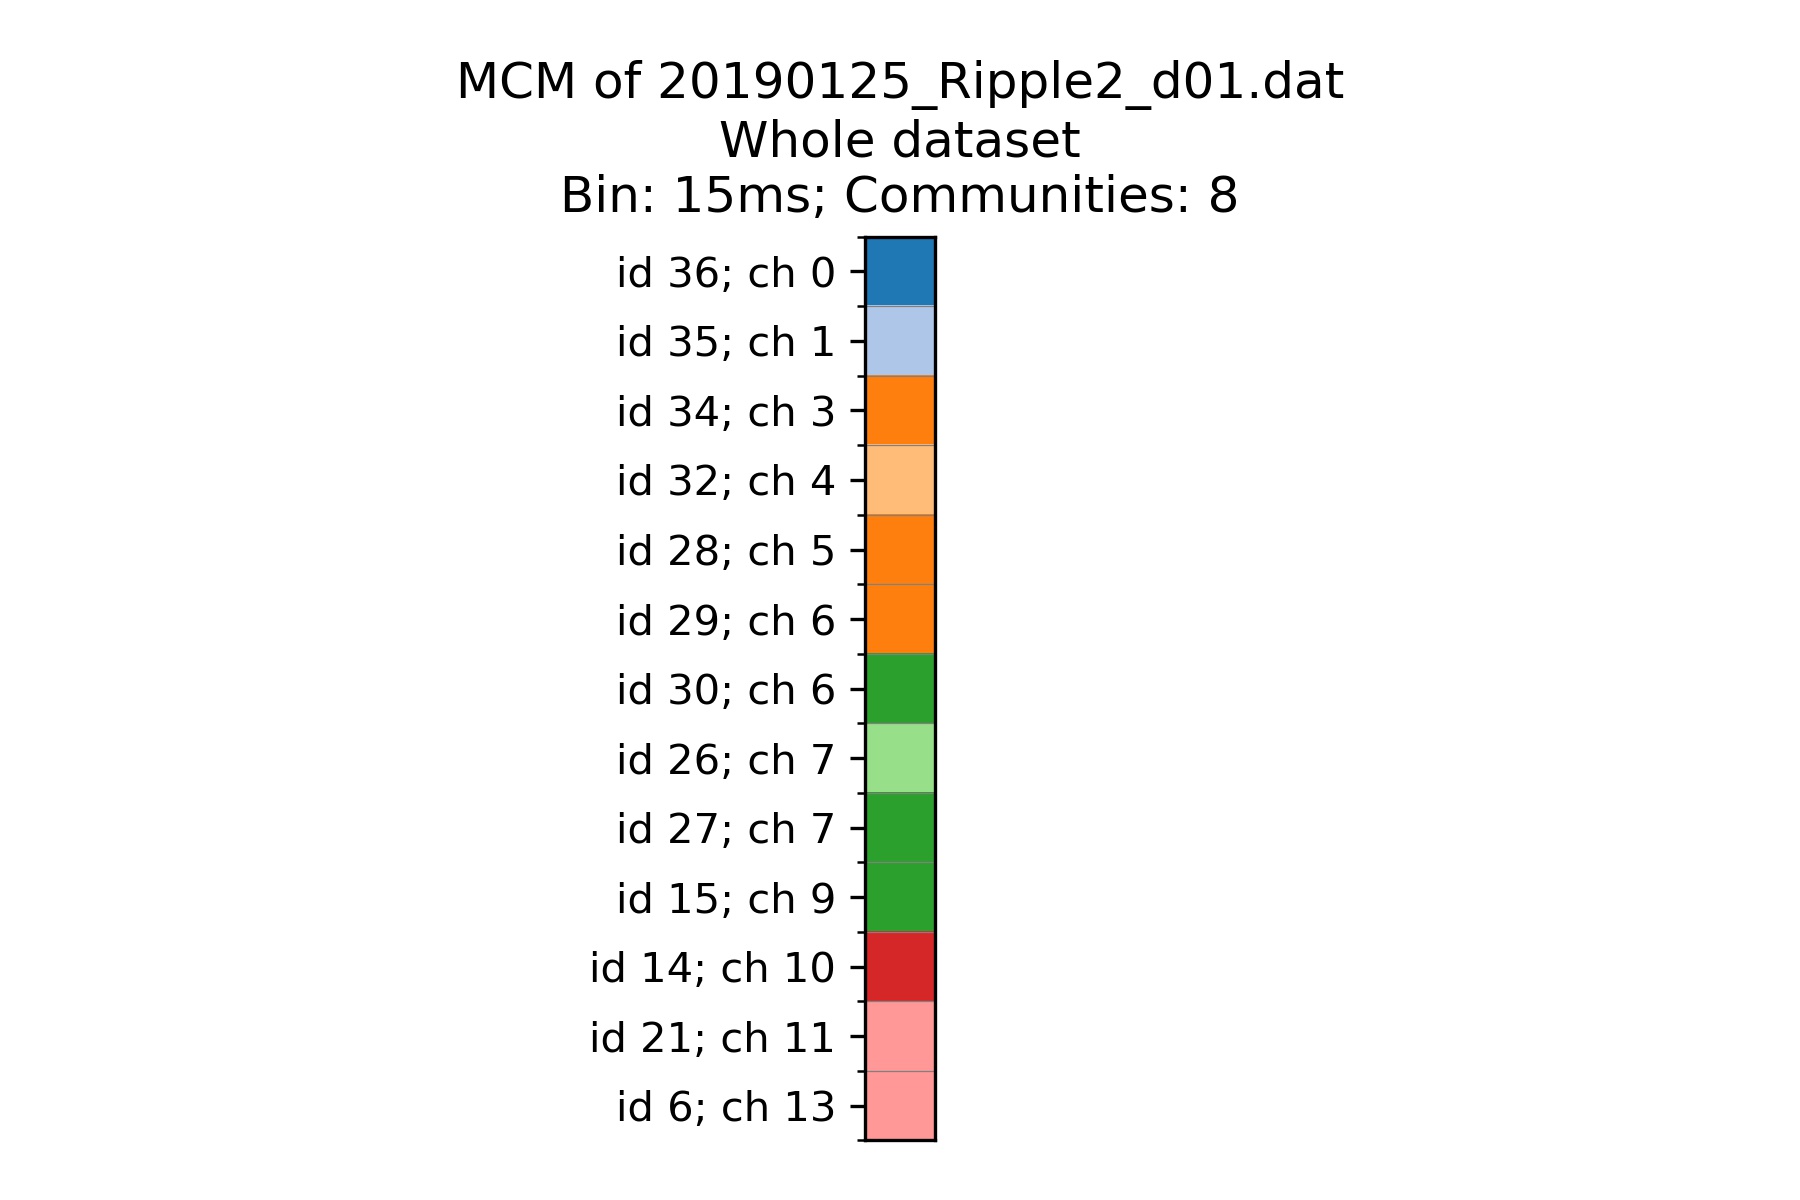 MCM of 20190125_Ripple2_d01.dat
Whole dataset
Bin: 15ms; Communities: 8
id 36; ch 0
id 35; ch 1
id 34; ch 3
id 32; ch 4
id 28; ch 5
id 29; ch 6
id 30; ch 6
id 26; ch 7
id 27; ch 7
id 15; ch 9
id 14; ch 10
id 21; ch 11
id 6; ch 13